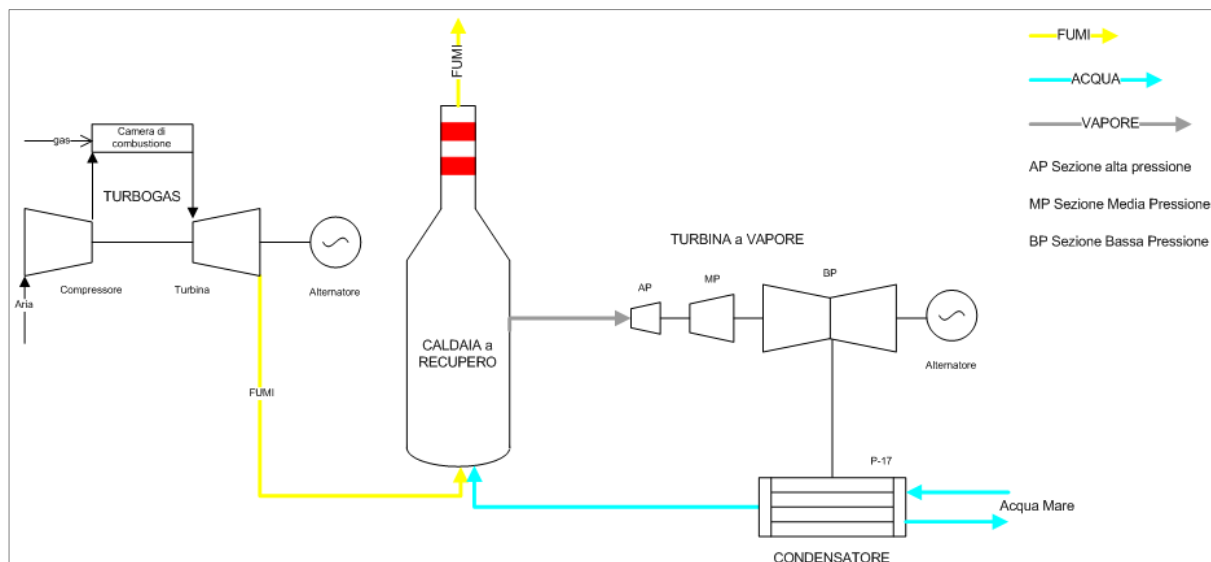 FUMI
gas
Camera di
combustione
TURBOGAS
Aria
Compressore
Turbina
Alternatore
FUMI
CALDAIA a
RECUPERO
TURBINA a VAPORE
AP
MP
BP
Alternatore
P-17
Acqua Mare
CONDENSATORE
FUMI
ACQUA
VAPORE
AP Sezione alta pressione
MP Sezione Media Pressione
BP Sezione Bassa Pressione